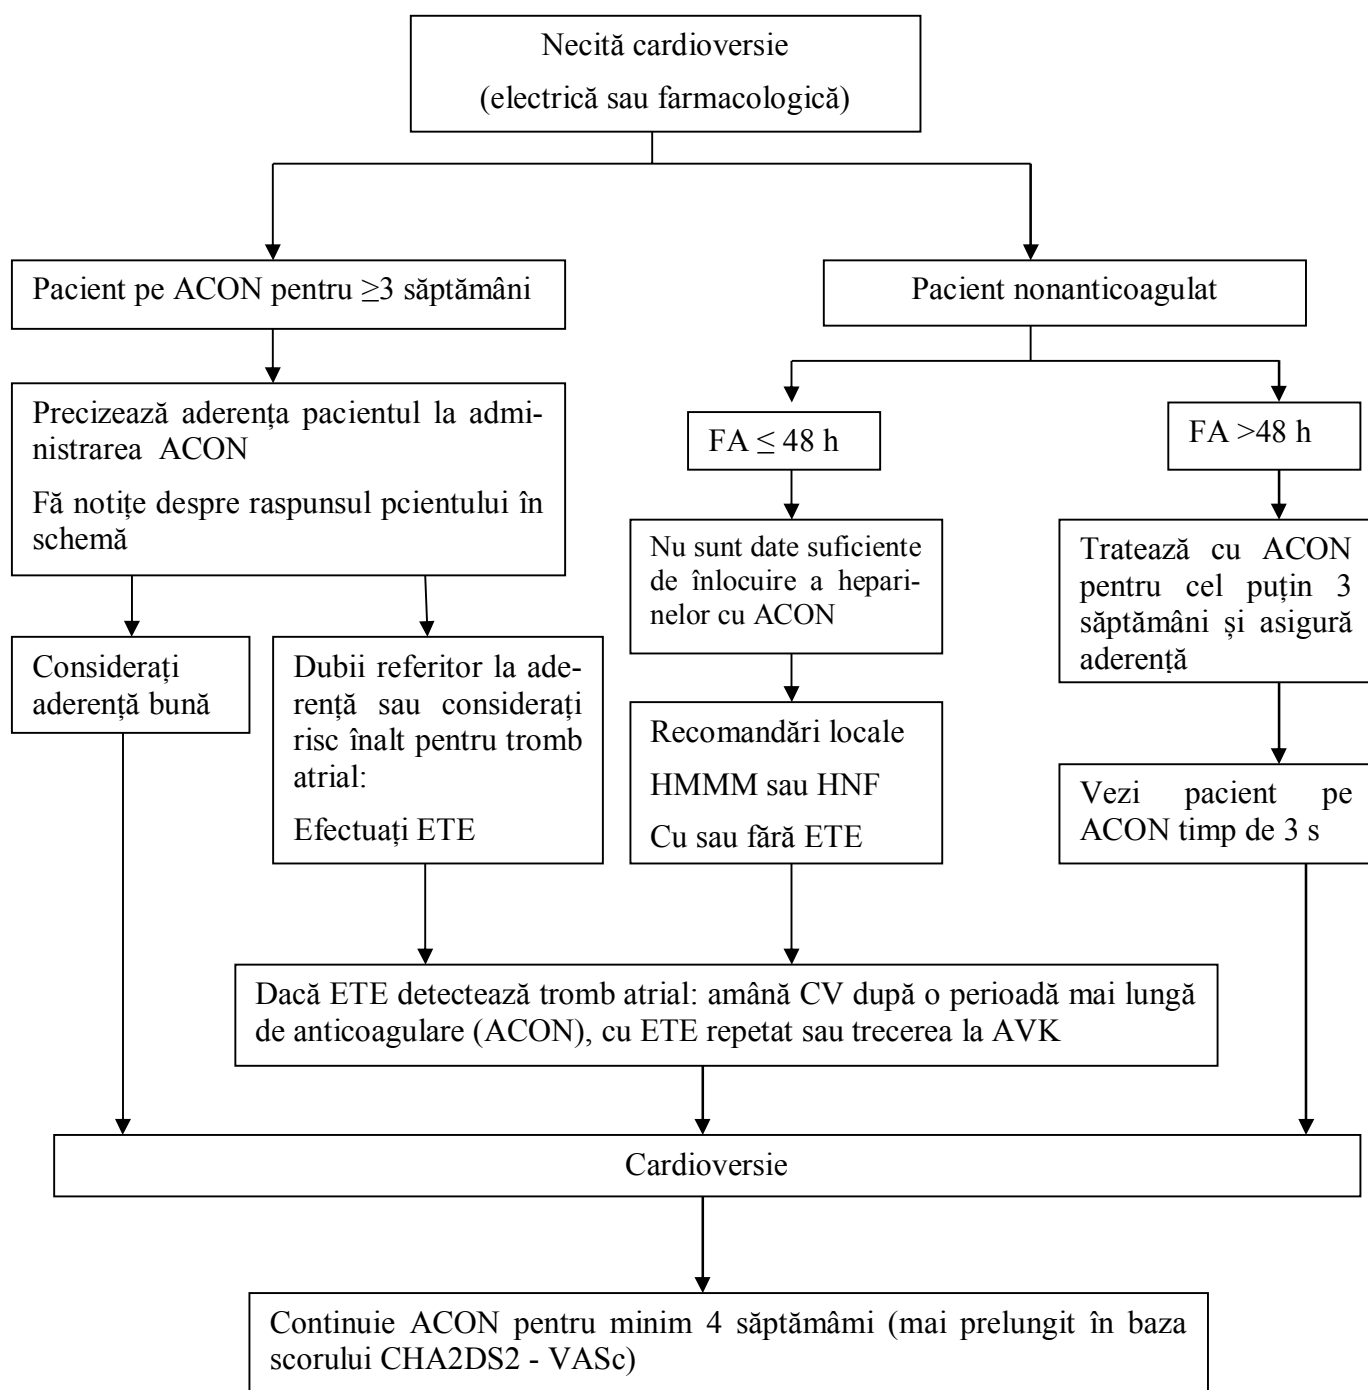 Necită cardioversie
(electrică sau farmacologică)
Pacient pe ACON pentru ≥3 săptămâni
Pacient nonanticoagulat
Precizează aderența pacientul la admi-
nistrarea ACON
Fă notițe despre raspunsul pcientului în
schemă
FA ≤ 48 h
FA >48 h
Nu sunt date suficiente
de înlocuire a hepari-
nelor cu ACON
Tratează cu ACON
pentru cel puțin 3
săptămâni și asigură
aderență
Considerați
aderență bună
Dubii referitor la ade-
rență sau considerați
risc înalt pentru tromb
atrial:
Efectuați ETE
Recomandări locale
HMMM sau HNF
Cu sau fără ETE
Vezi pacient pe
ACON timp de 3 s
Dacă ETE detectează tromb atrial: amână CV după o perioadă mai lungă
de anticoagulare (ACON), cu ETE repetat sau trecerea la AVK
Cardioversie
Continuie ACON pentru minim 4 săptămâmi (mai prelungit în baza
scorului CHA2DS2 - VASc)